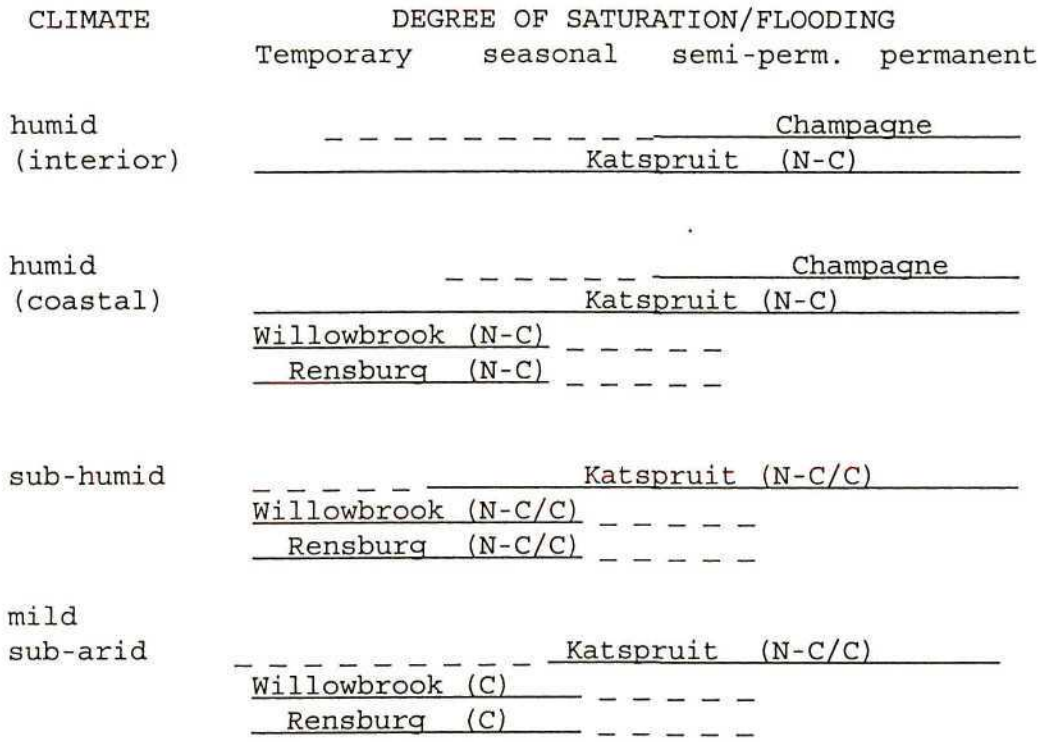 CLIMATE DEGREE OF SATURATION/FLOODING
Temporary seasonal semi-perm. permanent
humid Champagne
(interior) Katspruit (N-C)
humid Champagne
(coastal) Katspruit (N-C)
Willowbrook (N-C)
Rensburg (N-C)
sub-humid Katspruit (N-C/C)
Willowbrook (N-C/C)
Rensburg (N-C/C)
mild
sub-arid Katspruit (N-C/C)
Willowbrook (C)
Rensburg (C)